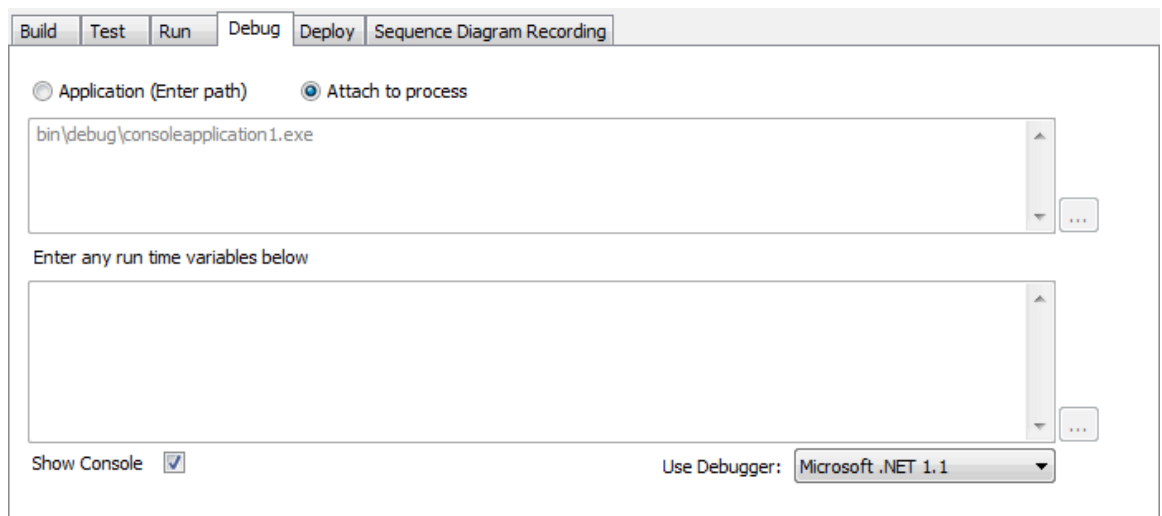 Build Test Run Debug Deploy Sequence Diagram Recording
Application (Enter path) Attach to process
bin\debug\consoleapplication1.exe
...
Enter any run time variables below
...
Show Console Use Debugger: Microsoft .NET 1.1